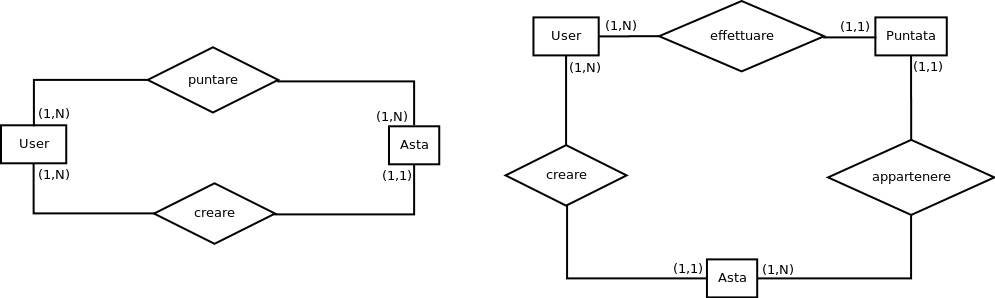 puntare
(1,N)
(1,N)
User
Asta
(1,N)
(1,1)
creare
User
(1,N)
effettuare
(1,1)
Puntata
(1,N)
(1,1)
creare
appartenere
(1,1)
Asta
(1,N)